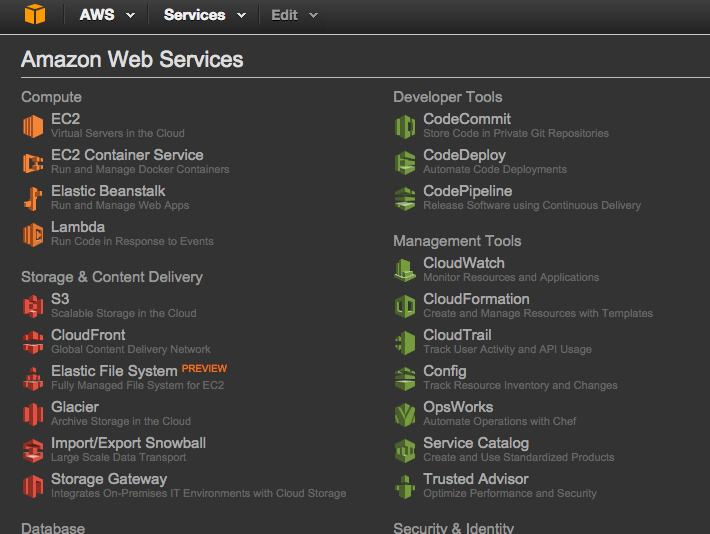 AWS Services Edit
Amazon Web Services
Compute
EC2
Virtual Servers in the Cloud
EC2 Container Service
Run and Manage Docker Containers
Elastic Beanstalk
Run and Manage Web Apps
Lambda
Run Code in Response to Events
Storage & Content Delivery
S3
Scalable Storage in the Cloud
CloudFront
Global Content Delivery Network
Elastic File System PREVIEW
Fully Managed File System for EC2
Glacier
Archive Storage in the Cloud
Import/Export Snowball
Large Scale Data Transport
Storage Gateway
Integrates On-Premises IT Environments with Cloud Storage
Database
Developer Tools
CodeCommit
Store Code in Private Git Repositories
CodeDeploy
Automate Code Deployments
CodePipeline
Release Software using Continuous Delivery
Management Tools
CloudWatch
Monitor Resources and Applications
CloudFormation
Create and Manage Resources with Templates
CloudTrail
Track User Activity and API Usage
Config
Track Resource Inventory and Changes
OpsWorks
Automate Operations with Chef
Service Catalog
Create and Use Standardized Products
Trusted Advisor
Optimize Performance and Security
Security & Identity